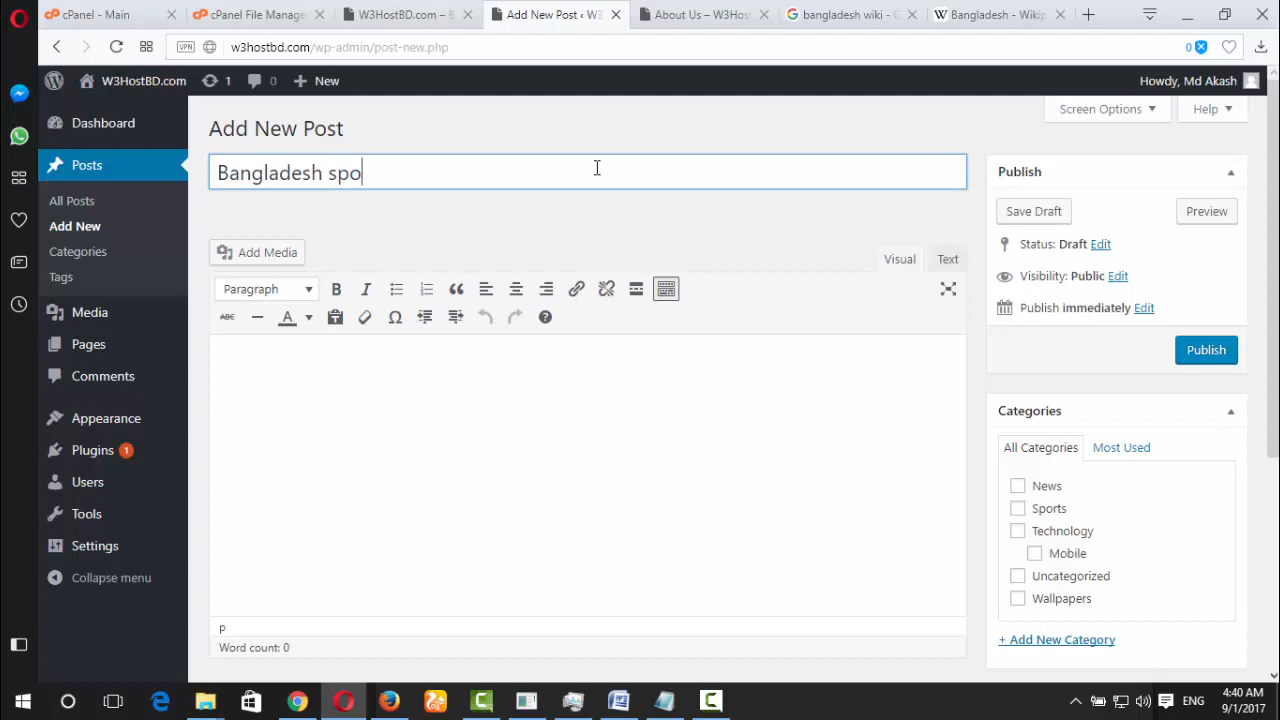 cPanel - Main
cPanel File Manage
W3HostBD.com – B
Add New Post ‹ W3
About Us – W3Host
bangladesh wiki - G
Bangladesh - Wikip
VPN
w3hostbd.com/wp-admin/post-new.php
0
W3HostBD.com
1
0
New
Howdy, Md Akash
Dashboard
Posts
All Posts
Add New
Categories
Tags
Media
Pages
Comments
Appearance
Plugins 1
Users
Tools
Settings
Collapse menu
Screen Options
Help
Add New Post
Bangladesh spo
Add Media
Visual
Text
Paragraph
B
I
ABC
A
p
Word count: 0
Publish
Save Draft
Preview
Status: Draft Edit
Visibility: Public Edit
Publish immediately Edit
Publish
Categories
All Categories
Most Used
News
Sports
Technology
Mobile
Uncategorized
Wallpapers
+ Add New Category
ENG
4:40 AM
9/1/2017